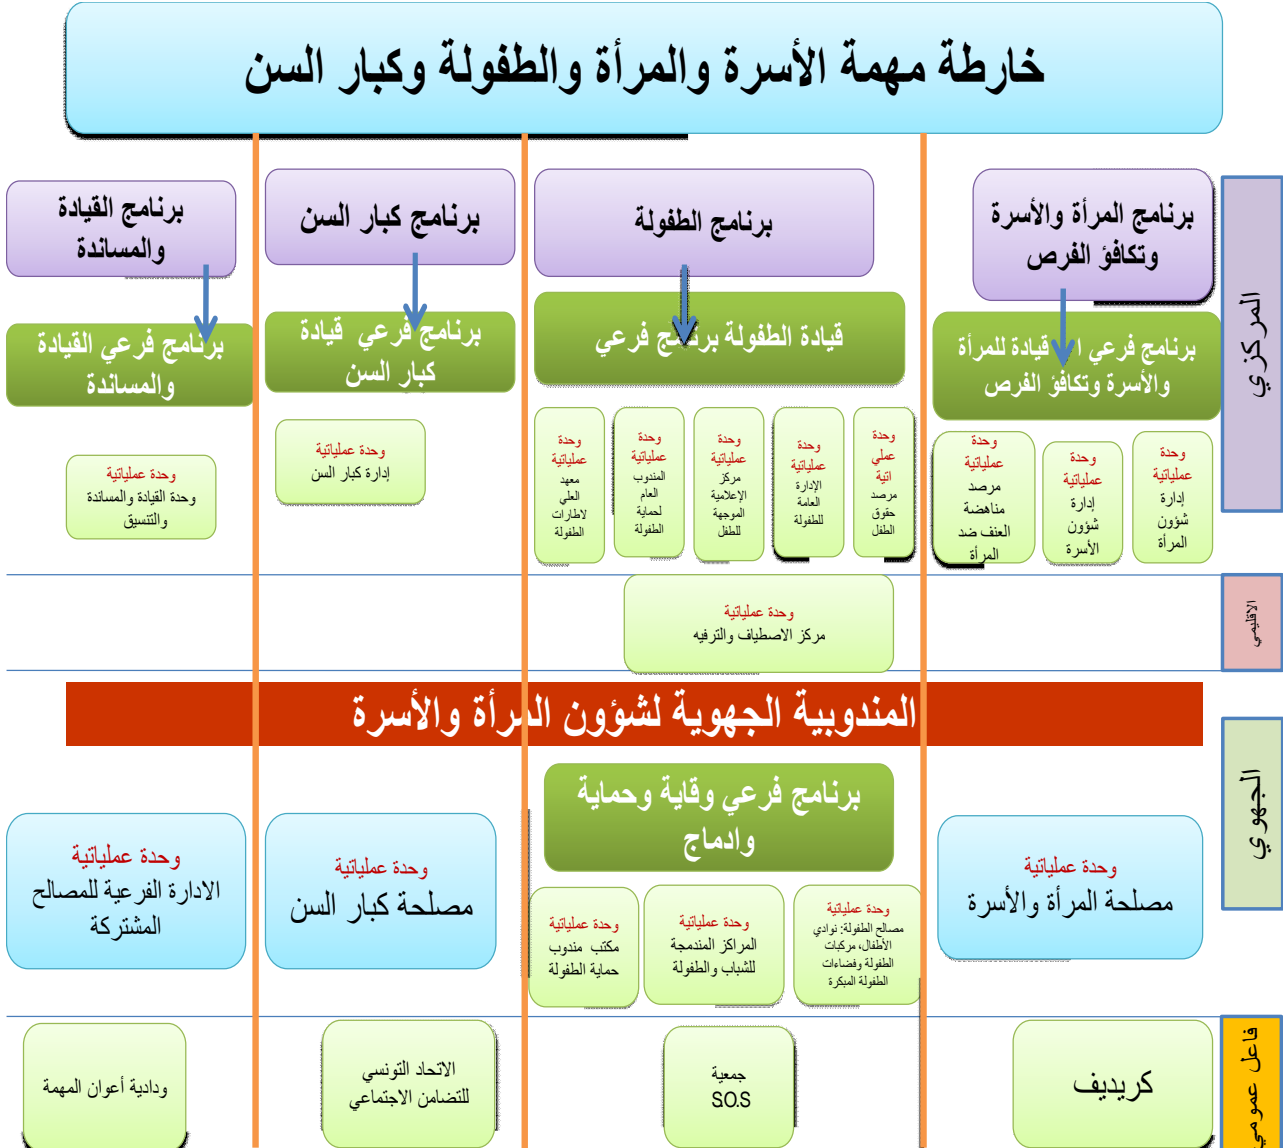 خارطة مهمة الأسرة والمرأة والطفولة وكبار السن
برنامج المرأة والأسرة
وتكافؤ الفرص
برنامج الطفولة
برنامج كبار السن
برنامج القيادة
والمساندة
المركزي
برنامج فرعي قيادة للمرأة
والأسرة وتكافؤ الفرص
قيادة الطفولة برنامج فرعي
برنامج فرعي قيادة
كبار السن
برنامج فرعي القيادة
والمساندة
وحدة
عملياتية
إدارة
شؤون
المرأة
وحدة
عملياتية
إدارة
شؤون
الأسرة
وحدة
عملياتية
مرصد
مناهضة
العنف ضد
المرأة
وحدة
عملي
اتية
مرصد
حقوق
الطفل
وحدة
عملياتية
الإدارة
العامة
للطفولة
وحدة
عملياتية
مركز
الإعلامية
الموجهة
للطفل
وحدة
عملياتية
المندوب
العام
لحماية
الطفولة
وحدة
عملياتية
معهد
العلي
لاطارات
الطفولة
وحدة عملياتية
إدارة كبار السن
وحدة عملياتية
وحدة القيادة والمساندة
والتنسيق
الاقليمي
وحدة عملياتية
مركز الاصطياف والترفيه
المندوبية الجهوية لشؤون المرأة والأسرة
الجهوي
وحدة عملياتية
مصلحة المرأة والأسرة
برنامج فرعي وقاية وحماية
وادماج
وحدة عملياتية
مصالح الطفولة: نوادي
الأطفال، مركبات
الطفولة وفضاءات
الطفولة المبكرة
وحدة عملياتية
المراكز المندمجة
للشباب والطفولة
وحدة عملياتية
مكتب مندوب
حماية الطفولة
وحدة عملياتية
مصلحة كبار السن
وحدة عملياتية
الادارة الفرعية للمصالح
المشتركة
فاعل عمومي
كريديف
جمعية
S.O.S
الاتحاد التونسي
للتضامن الاجتماعي
ودادية أعوان المهمة